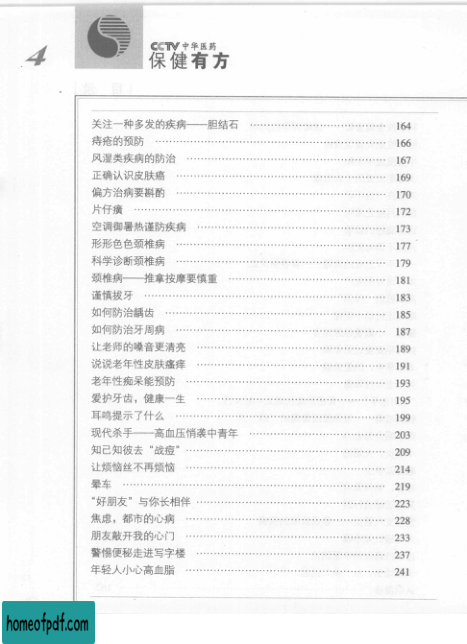 4
CCTV中华医药
保健有方
关注一种多发的疾病——胆结石 ………………………… 164
痔疮的预防 ………………………… 166
风湿类疾病的防治 ………………………… 167
正确认识皮肤癌 ………………………… 169
偏方治病要斟酌 ………………………… 170
片仔癀 ………………………… 172
空调御暑热谨防疾病 ………………………… 173
形形色色颈椎病 ………………………… 177
科学诊断颈椎病 ………………………… 179
颈椎病——推拿按摩要慎重 ………………………… 181
谨慎拔牙 ………………………… 183
如何防治龋齿 ………………………… 185
如何防治牙周病 ………………………… 187
让老师的嗓音更清亮 ………………………… 189
说说老年性皮肤瘙痒 ………………………… 191
老年性痴呆能预防 ………………………… 193
爱护牙齿，健康一生 ………………………… 195
耳鸣提示了什么 ………………………… 199
现代杀手——高血压悄袭中青年 ………………………… 203
知己知彼去“战痘” ………………………… 209
让烦恼丝不再烦恼 ………………………… 214
晕车 ………………………… 219
“好朋友”与你长相伴 ………………………… 223
焦虑，都市的心病 ………………………… 228
朋友敲开我的心门 ………………………… 233
警惕便秘走进写字楼 ………………………… 237
年轻人小心高血脂 ………………………… 241
homeofpdf.com